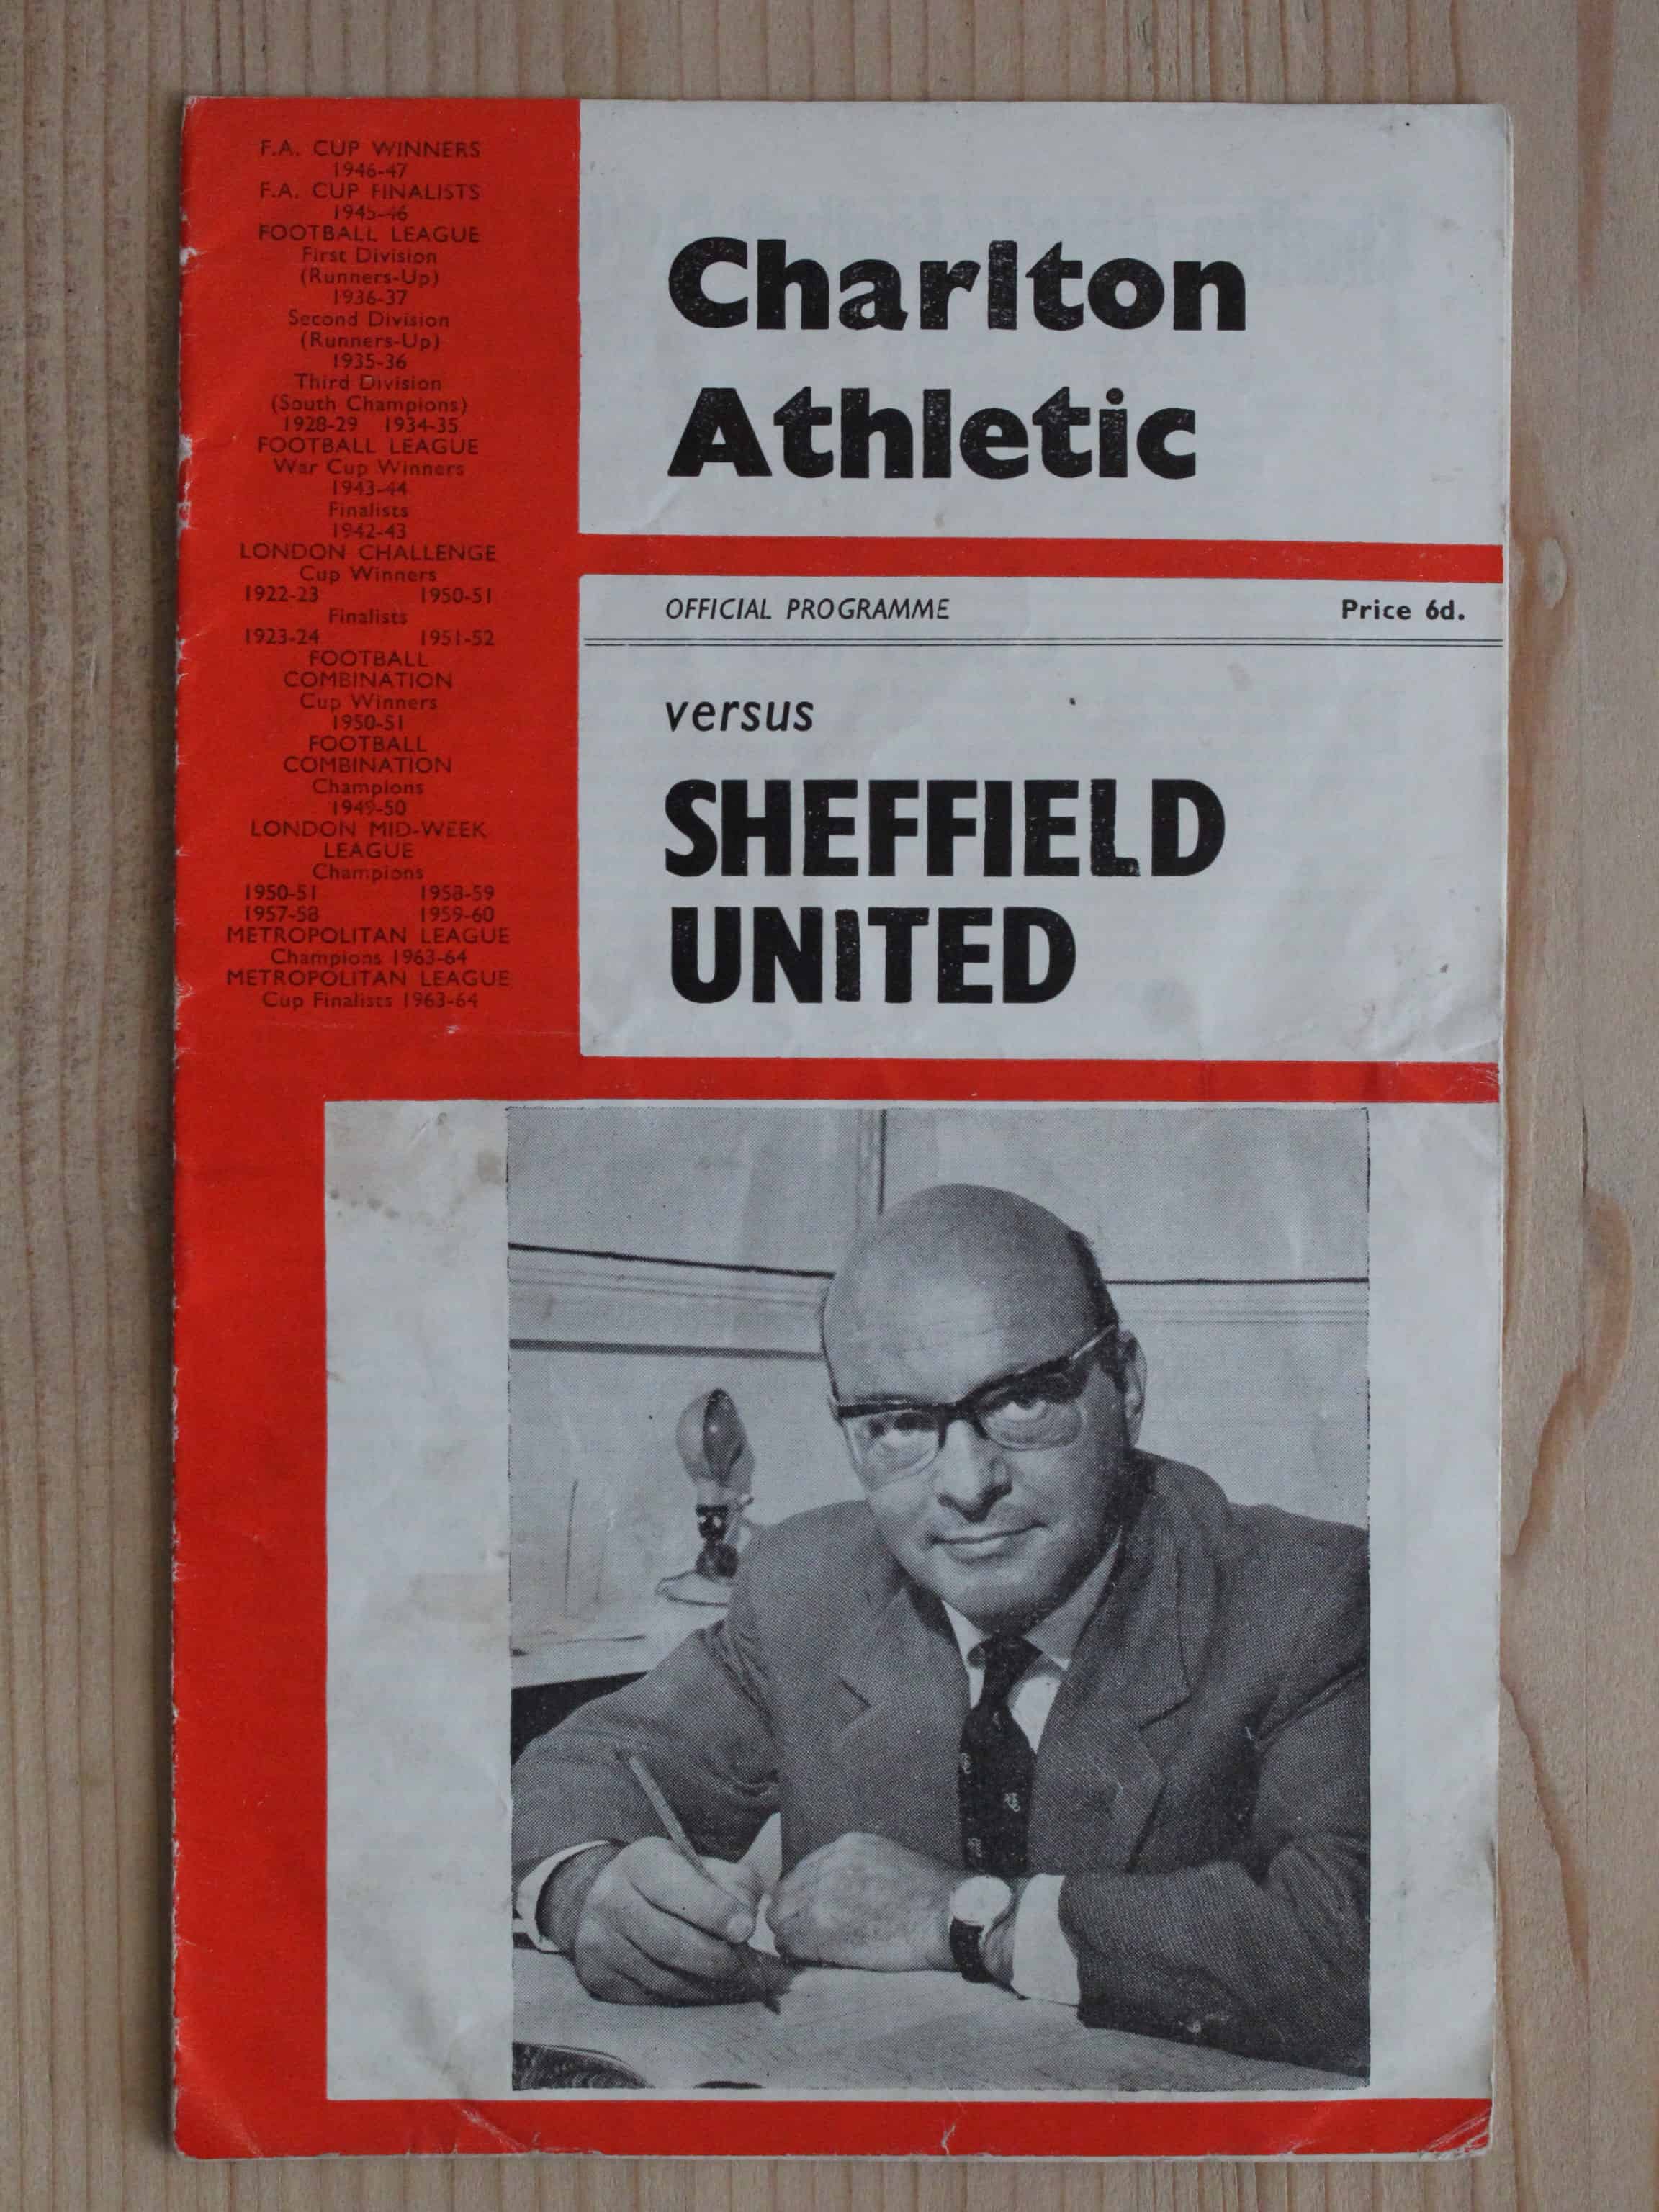 F.A. CUP WINNERS
1946-47
F.A. CUP FINALISTS
1945-46
FOOTBALL LEAGUE
First Division
(Runners-Up)
1936-37
Second Division
(Runners-Up)
1935-36
Third Division
(South Champions)
1928-29 1934-35
FOOTBALL LEAGUE
War Cup Winners
1943-44
Finalists
1942-43
LONDON CHALLENGE
Cup Winners
1922-23 1950-51
Finalists
1923-24 1951-52
FOOTBALL
COMBINATION
Cup Winners
1950-51
FOOTBALL
COMBINATION
Champions
1949-50
LONDON MID-WEEK
LEAGUE
Champions
1950-51 1958-59
1957-58 1959-60
METROPOLITAN LEAGUE
Champions 1963-64
METROPOLITAN LEAGUE
Cup Finalists 1963-64
Charlton
Athletic
OFFICIAL PROGRAMME Price 6d.
versus
SHEFFIELD
UNITED